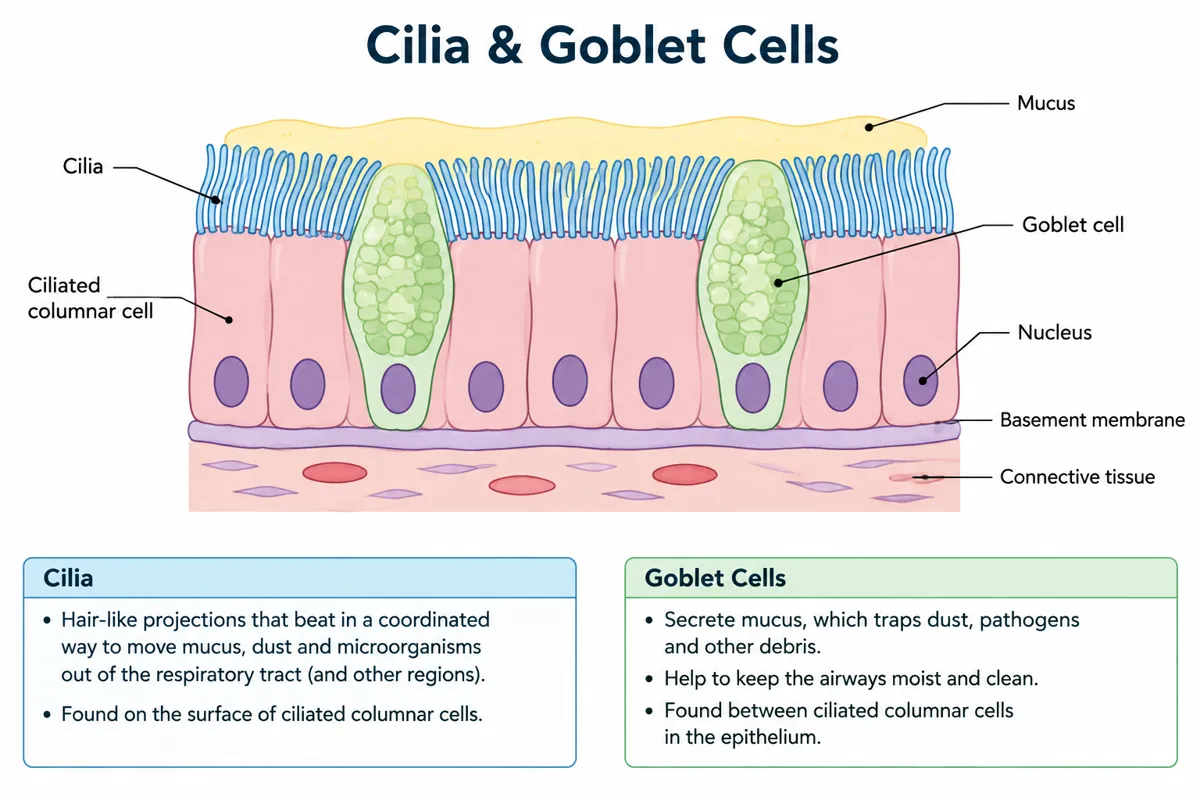 Cilia & Goblet Cells
Mucus
Cilia
Goblet cell
Ciliated
columnar cell
Nucleus
Basement membrane
Connective tissue
Cilia
• Hair-like projections that beat in a coordinated
way to move mucus, dust and microorganisms
out of the respiratory tract (and other regions).
• Found on the surface of ciliated columnar cells.
Goblet Cells
• Secrete mucus, which traps dust, pathogens
and other debris.
• Help to keep the airways moist and clean.
• Found between ciliated columnar cells
in the epithelium.